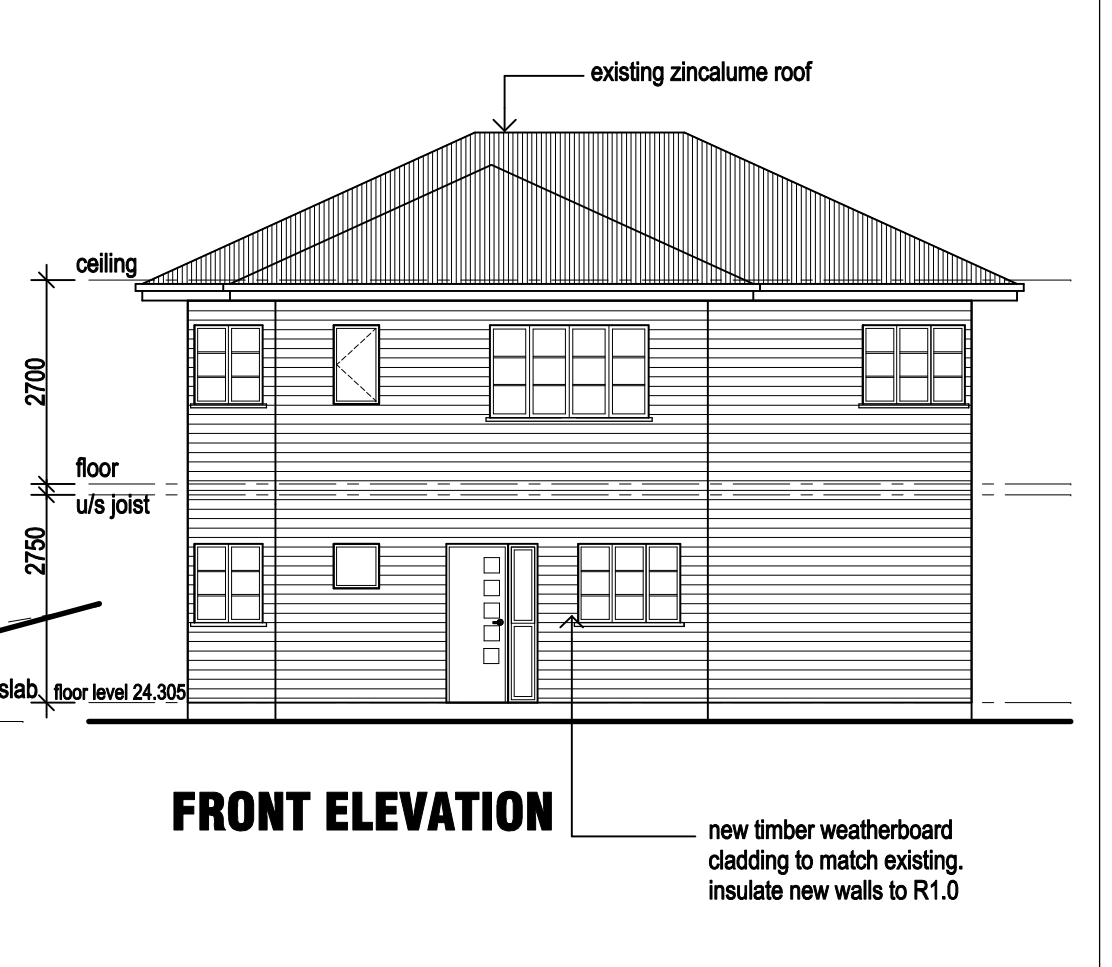 existing zincalume roof
ceiling
2700
floor
u/s joist
2750
slab
floor level 24.305
FRONT ELEVATION
new timber weatherboard
cladding to match existing.
insulate new walls to R1.0